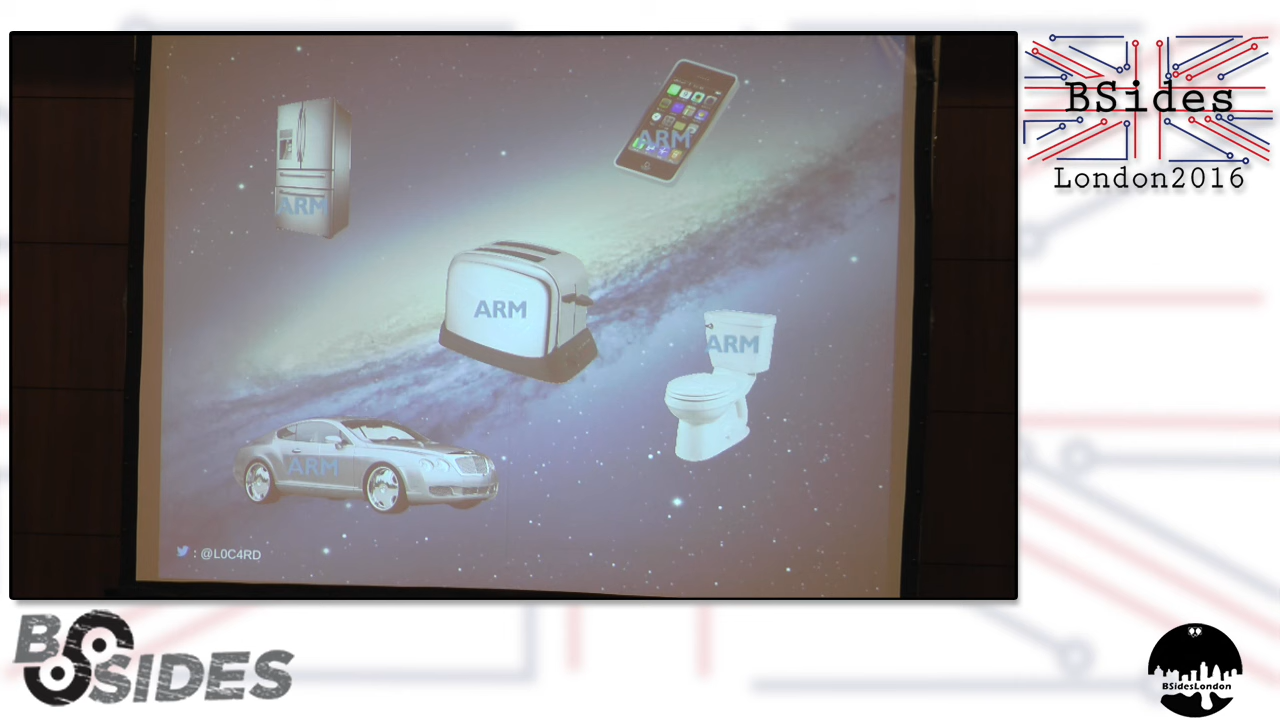 BSides
London2016
ARM
ARM
ARM
ARM
ARM
: @L0C4RD
BSIDES
BSidesLondon